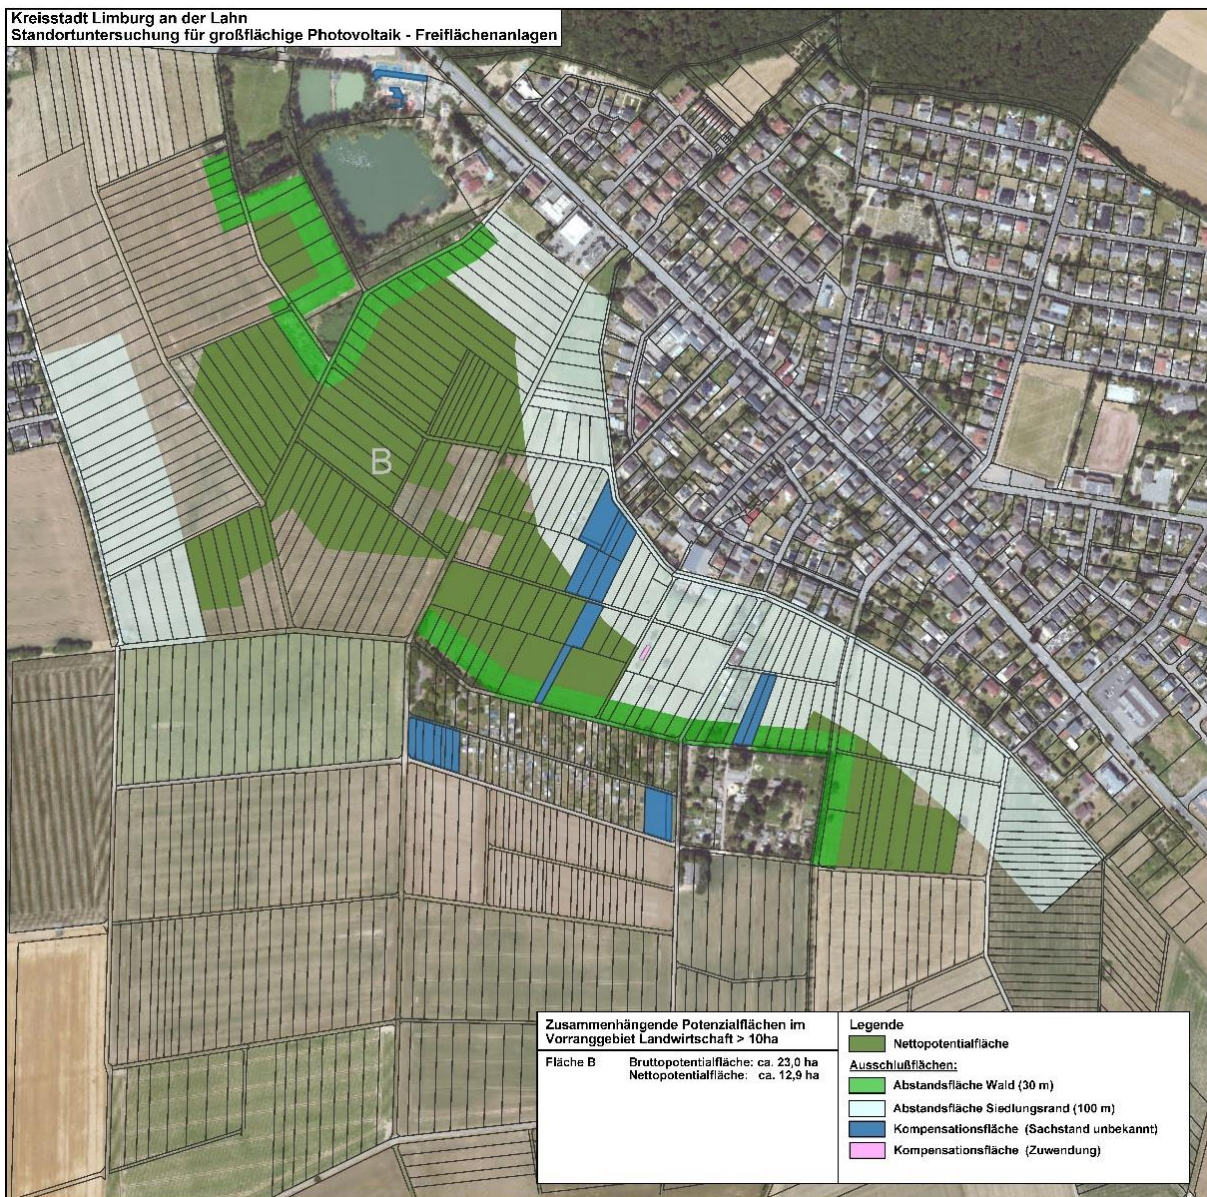 Kreisstadt Limburg an der Lahn
Standortuntersuchung für großflächige Photovoltaik - Freiflächenanlagen
B
Zusammenhängende Potenzialflächen im
Vorranggebiet Landwirtschaft > 10ha
Fläche B Bruttopotentialfläche: ca. 23,0 ha
Nettopotentialfläche: ca. 12,9 ha
Legende
Nettopotentialfläche
Ausschlußflächen:
Abstandsfläche Wald (30 m)
Abstandsfläche Siedlungsrand (100 m)
Kompensationsfläche (Sachstand unbekannt)
Kompensationsfläche (Zuwendung)